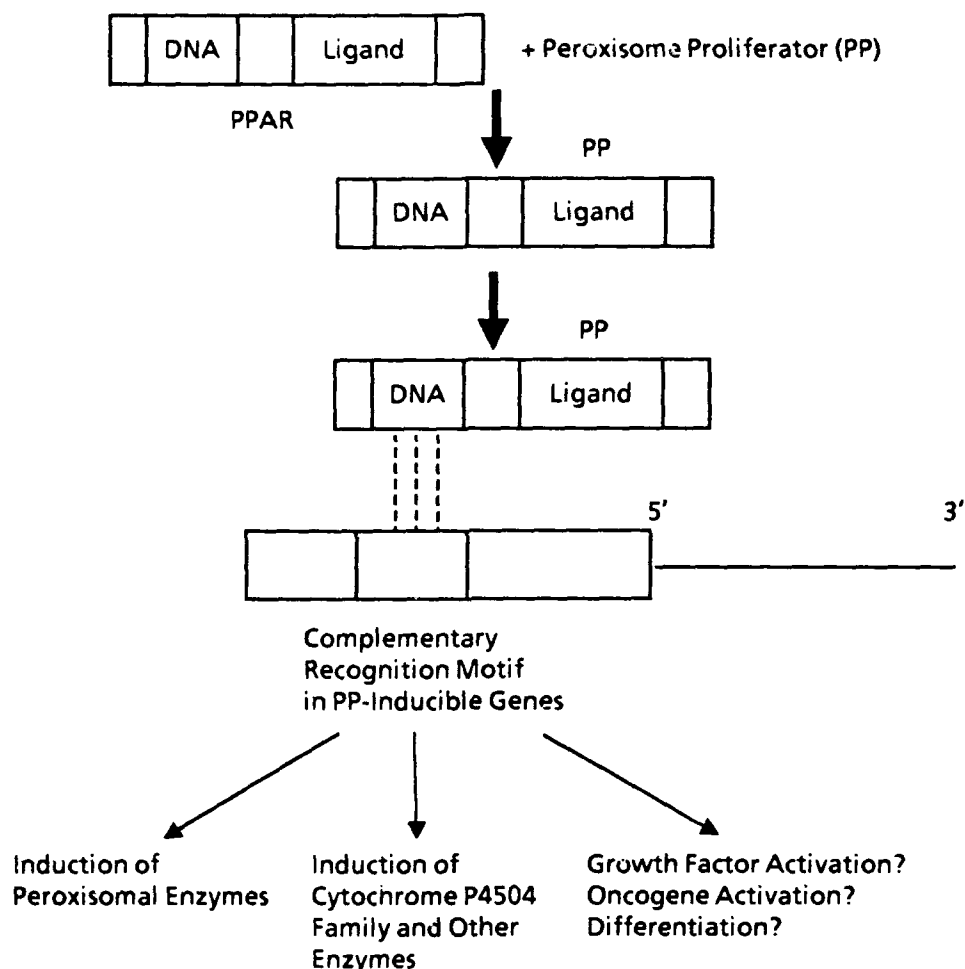 DNA Ligand + Peroxisome Proliferator (PP)
PPAR
PP
DNA Ligand
PP
DNA Ligand
5′ 3′
Complementary
Recognition Motif
in PP-Inducible Genes
Induction of
Peroxisomal Enzymes
Induction of
Cytochrome P4504
Family and Other
Enzymes
Growth Factor Activation?
Oncogene Activation?
Differentiation?